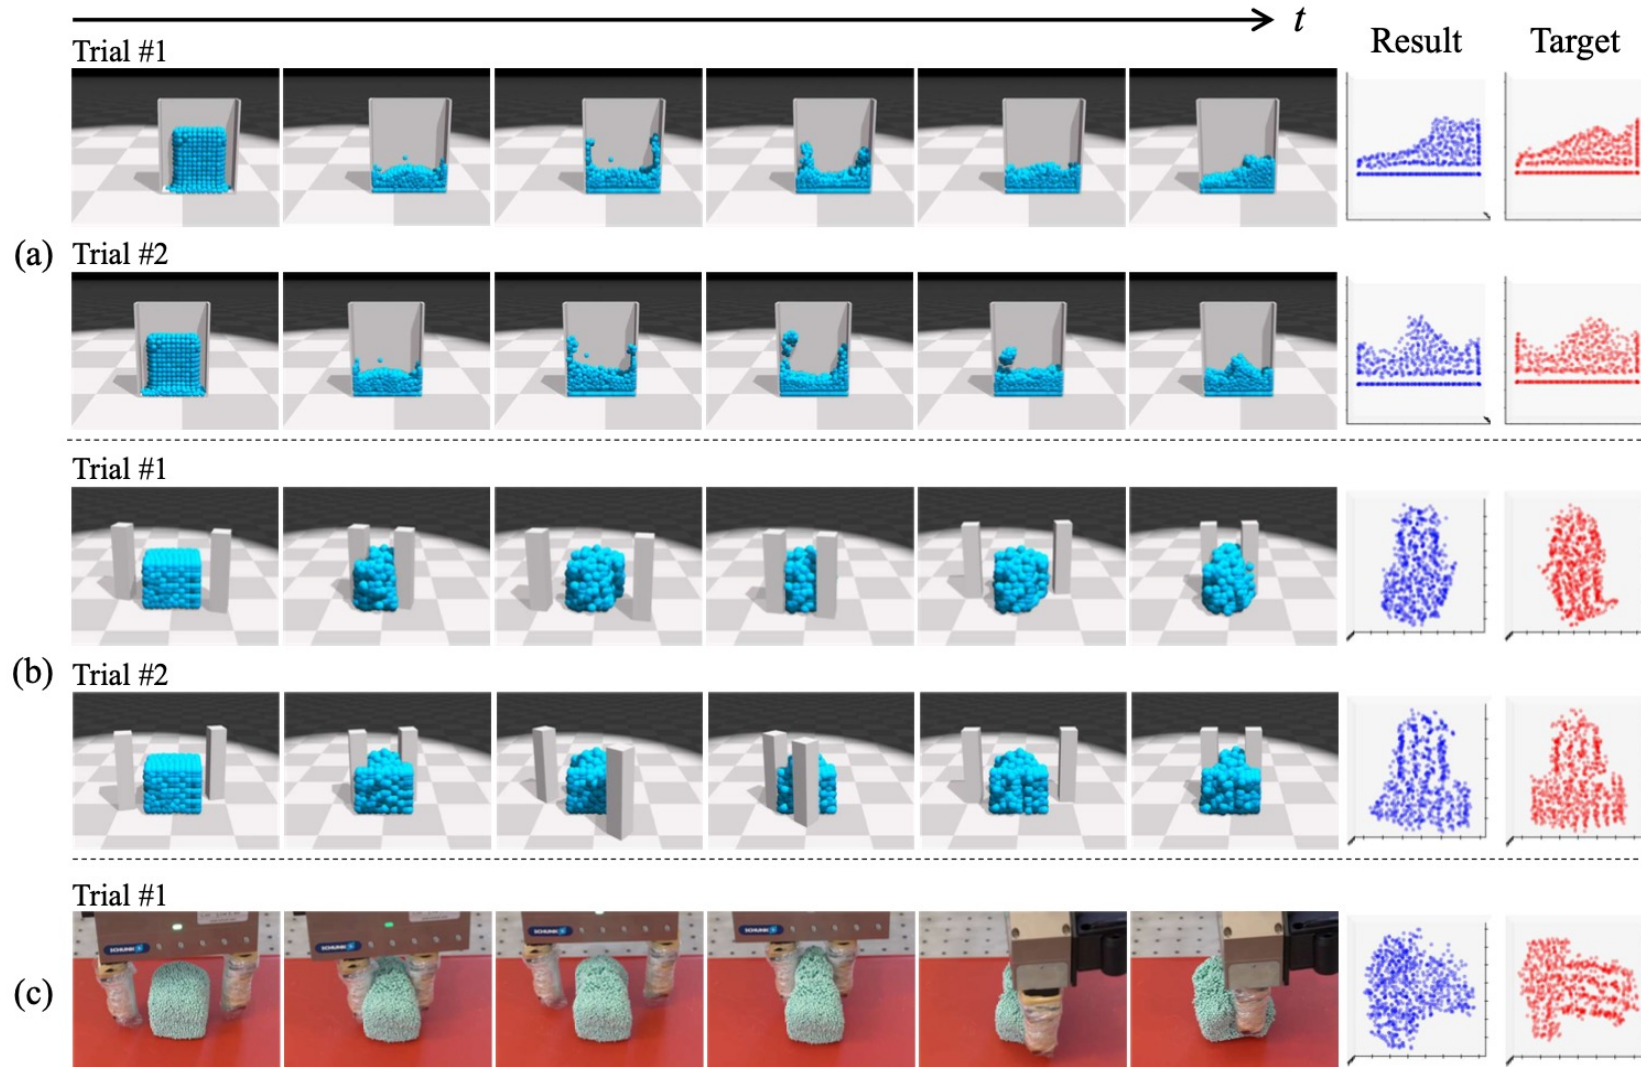 t
Result
Target
Trial #1
(a)
Trial #2
Trial #1
(b)
Trial #2
Trial #1
(c)
SCHUNK
SCHUNK
SCHUNK
SCHUNK